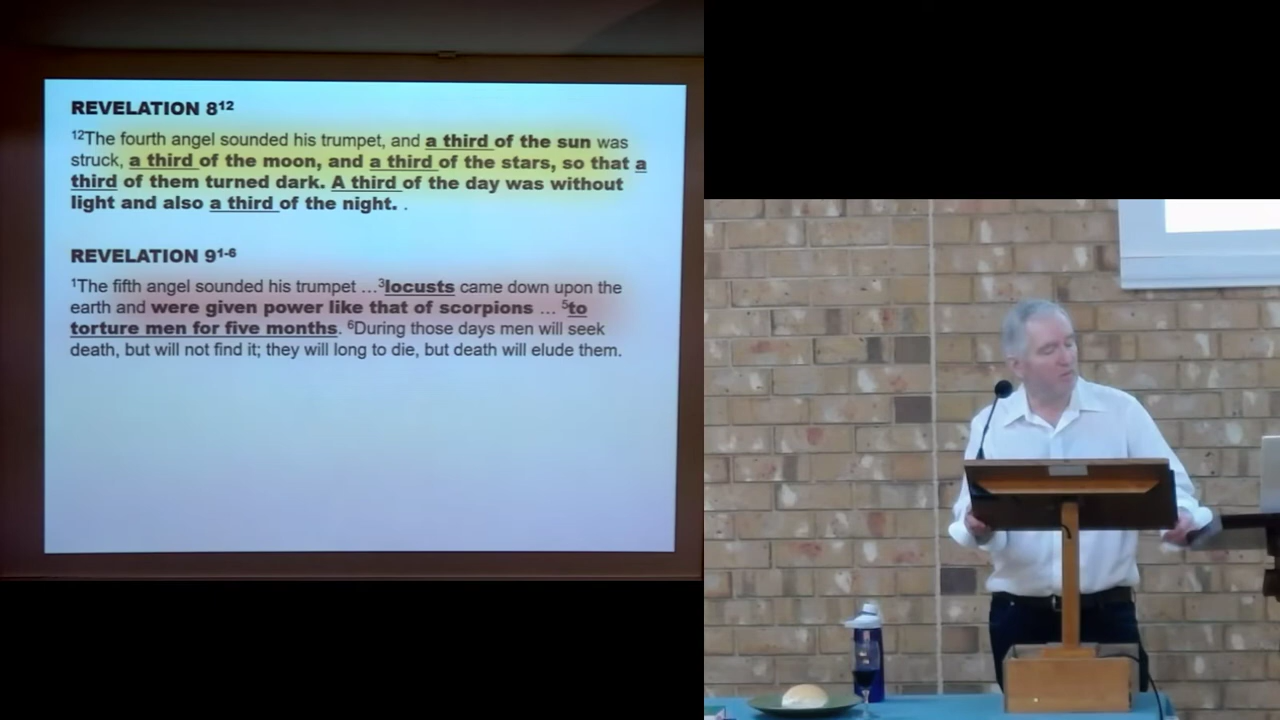 REVELATION 8¹²
¹²The fourth angel sounded his trumpet, and a third of the sun was
struck, a third of the moon, and a third of the stars, so that a
third of them turned dark. A third of the day was without
light and also a third of the night. .
REVELATION 9¹⁻⁶
¹The fifth angel sounded his trumpet ...³locusts came down upon the
earth and were given power like that of scorpions ... ⁵to
torture men for five months. ⁶During those days men will seek
death, but will not find it; they will long to die, but death will elude them.